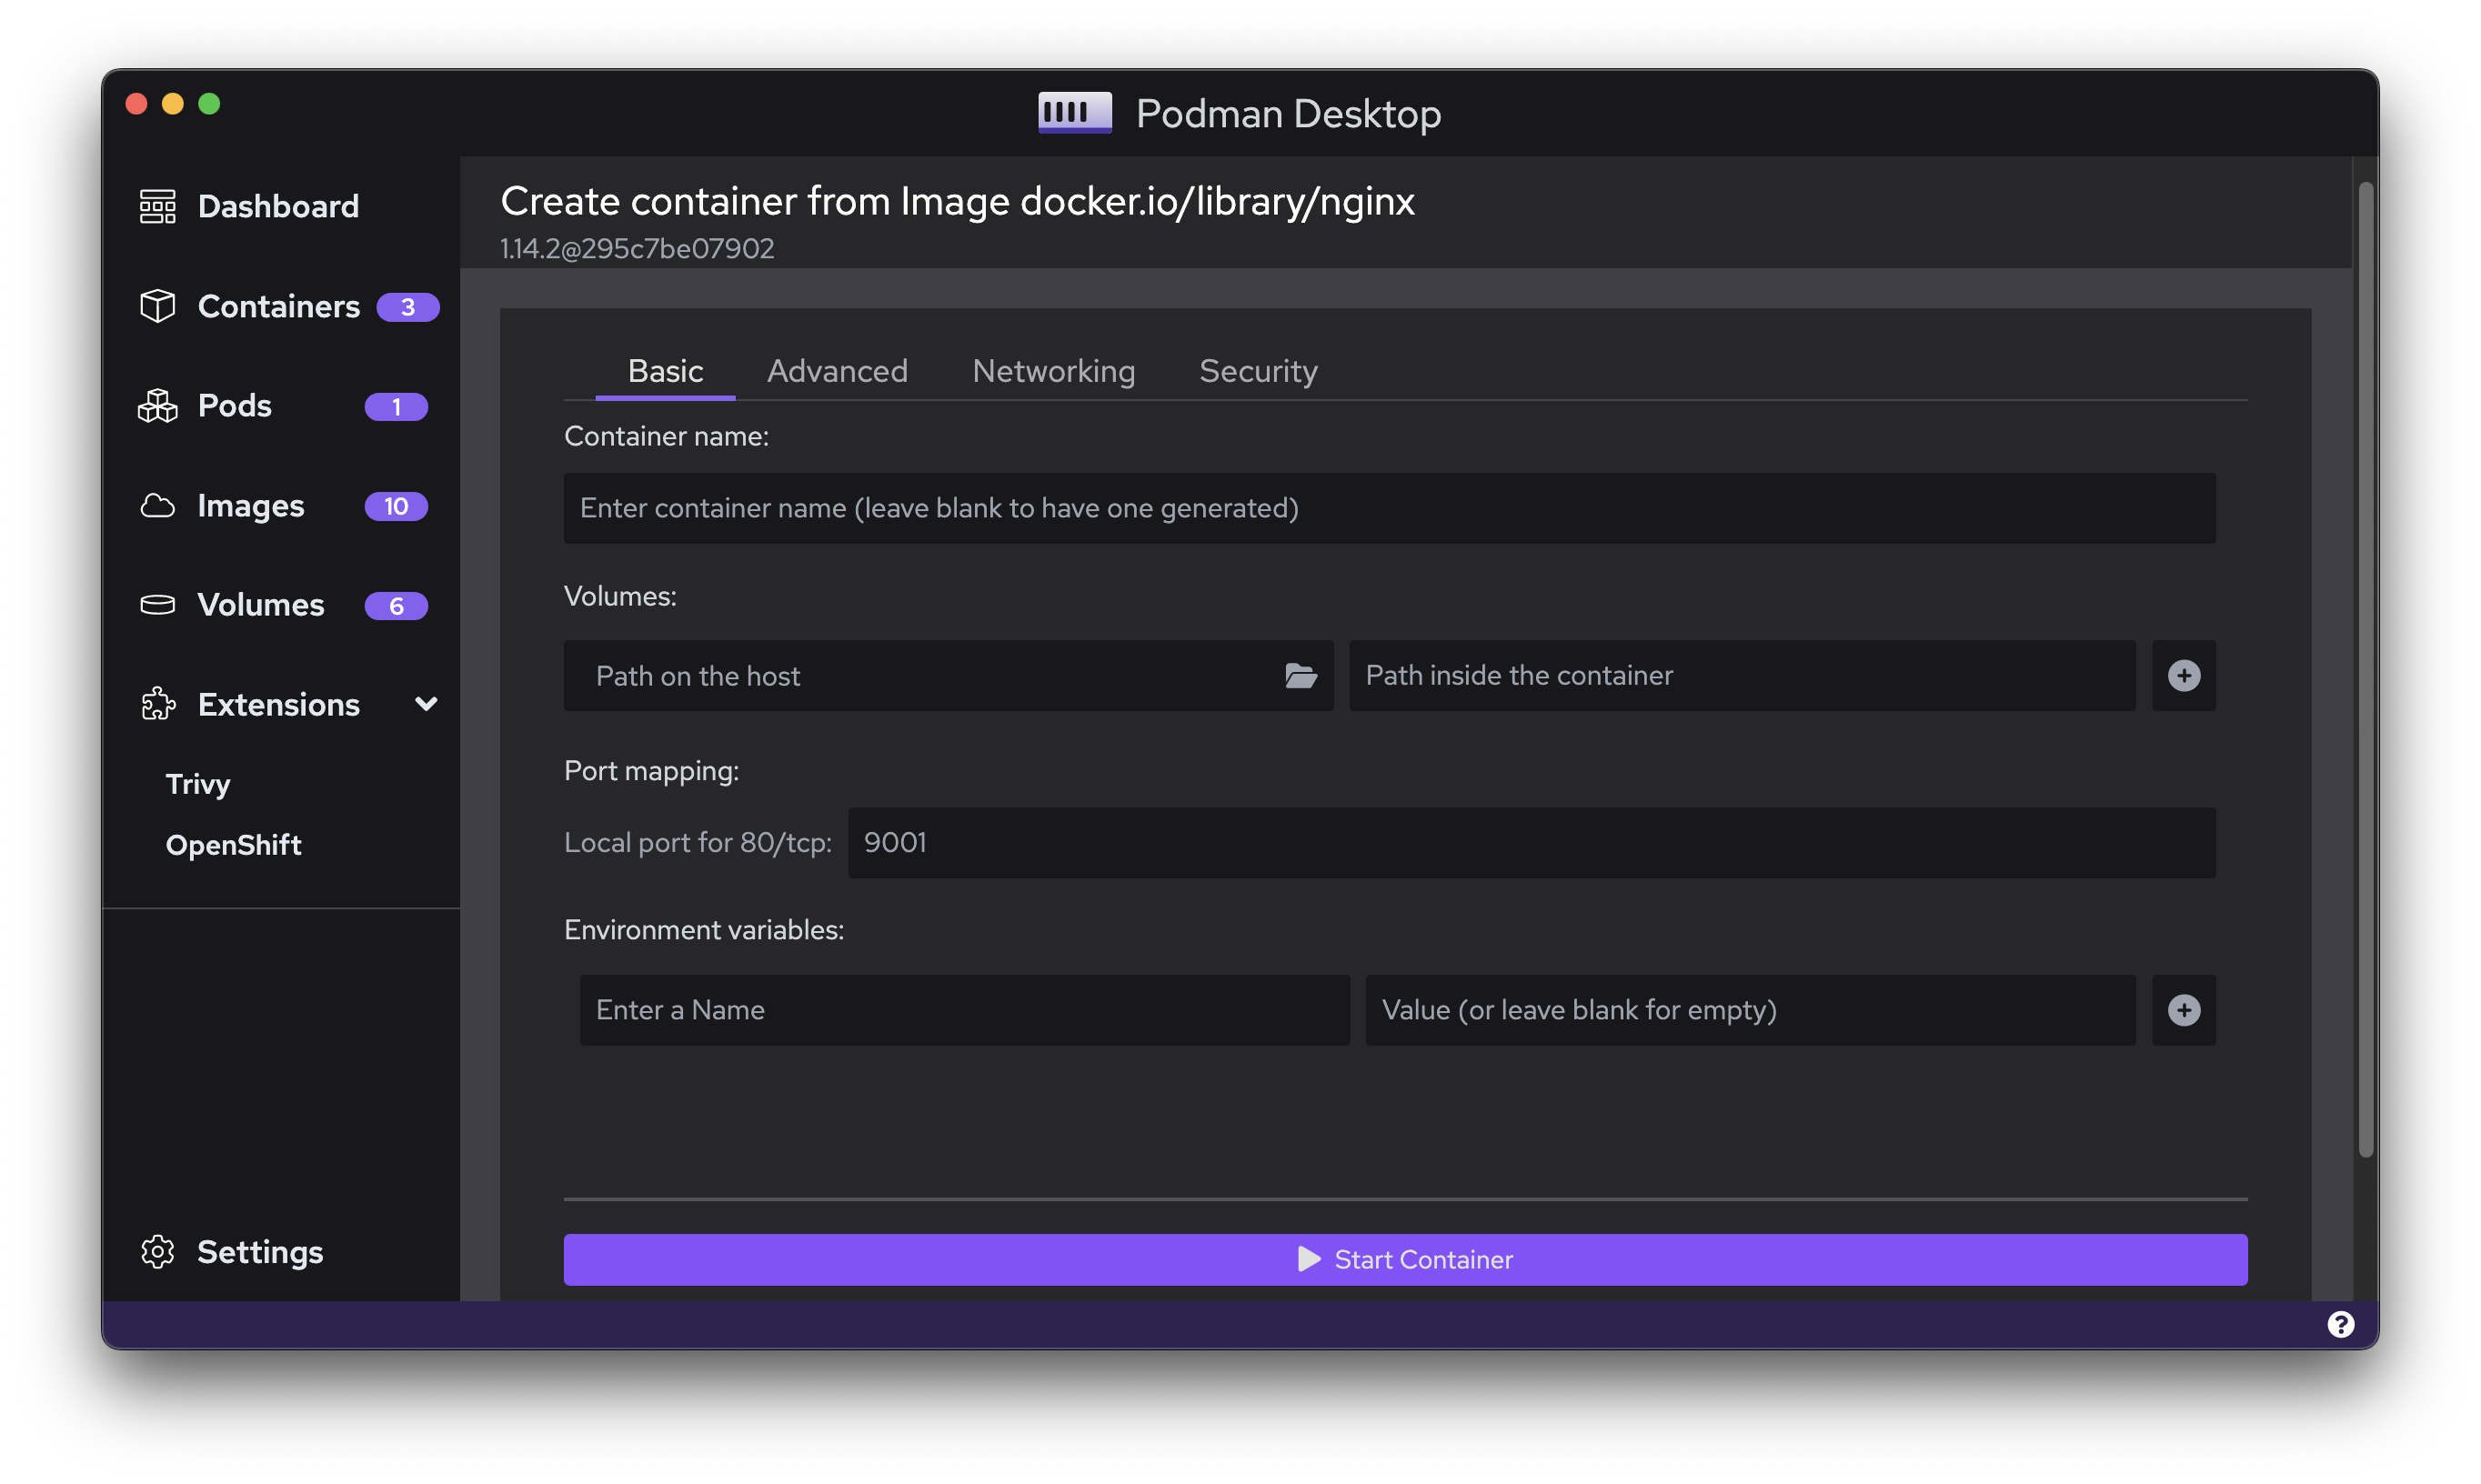 Podman Desktop
Dashboard
Containers 3
Pods 1
Images 10
Volumes 6
Extensions
Trivy
OpenShift
Settings
Create container from Image docker.io/library/nginx
1.14.2@295c7be07902
Basic Advanced Networking Security
Container name:
Enter container name (leave blank to have one generated)
Volumes:
Path on the host Path inside the container
Port mapping:
Local port for 80/tcp: 9001
Environment variables:
Enter a Name Value (or leave blank for empty)
Start Container